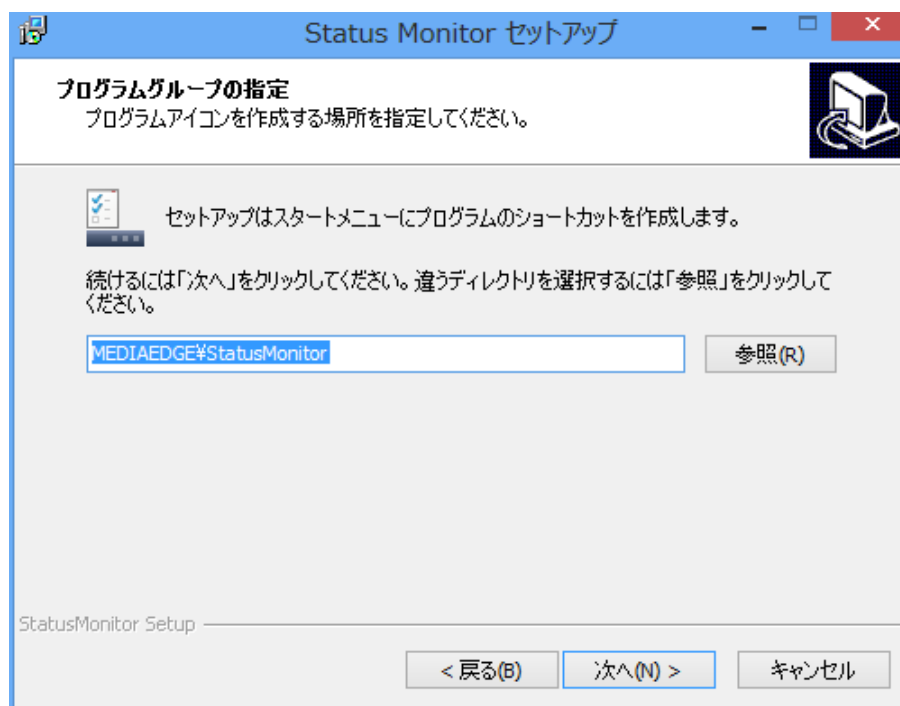 Status Monitor セットアップ
プログラムグループの指定
プログラムアイコンを作成する場所を指定してください。
セットアップはスタートメニューにプログラムのショートカットを作成します。
続けるには「次へ」をクリックしてください。違うディレクトリを選択するには「参照」をクリックして
ください。
MEDIAEDGE¥StatusMonitor
参照(R)
StatusMonitor Setup
< 戻る(B)
次へ(N) >
キャンセル